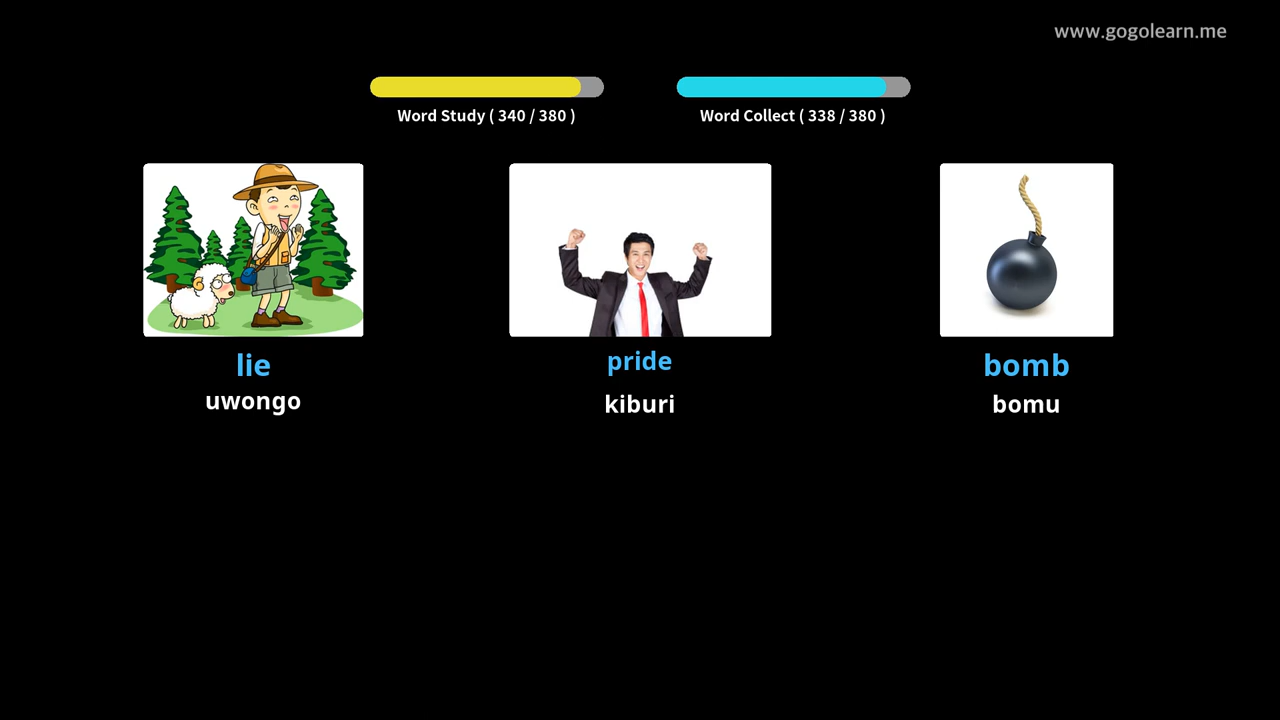 www.gogolearn.me
Word Study ( 340 / 380 )
Word Collect ( 338 / 380 )
lie
uwongo
pride
kiburi
bomb
bomu